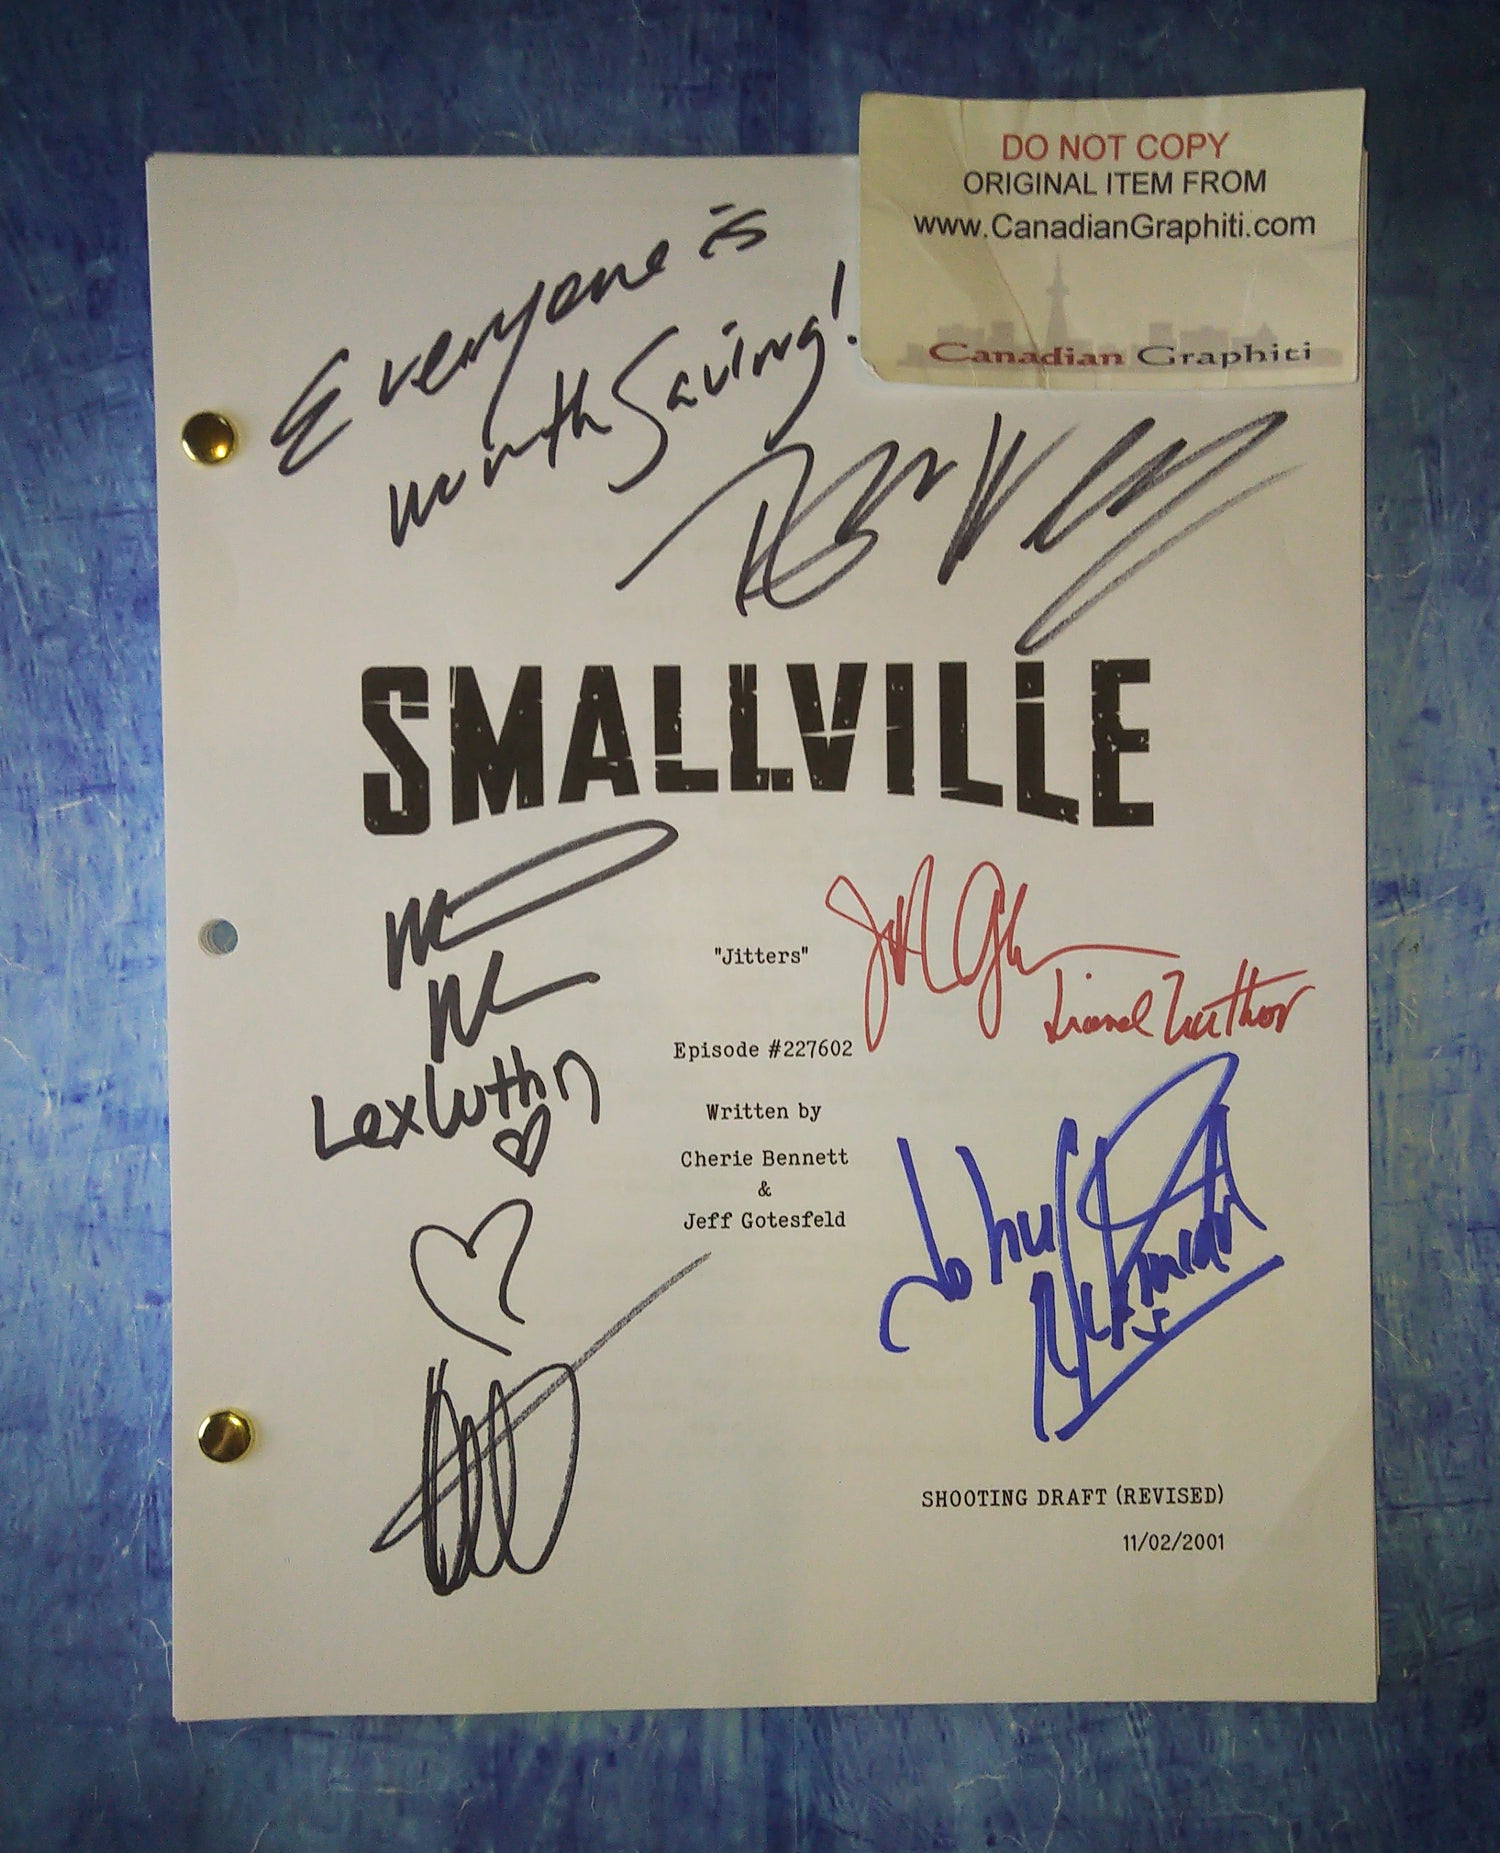 DO NOT COPY
ORIGINAL ITEM FROM
www.CanadianGraphiti.com
Canadian Graphiti
Everyone is
worth Saving!
SMALLVILLE
"Jitters"
Lionel Luthor
Episode #227602
Lex Luthor
Written by
Cherie Bennett
&
Jeff Gotesfeld
SHOOTING DRAFT (REVISED)
11/02/2001